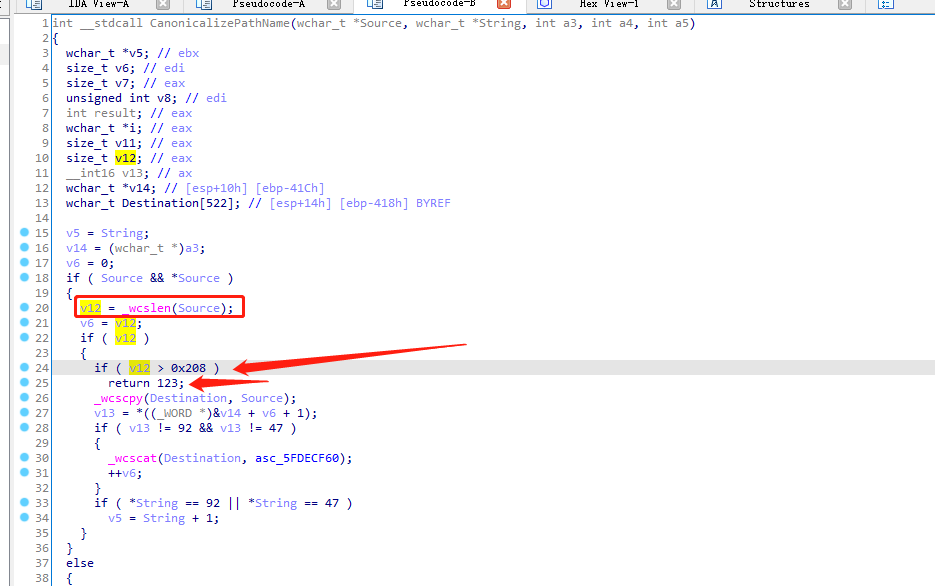 IDA View-A Pseudocode-A Pseudocode-B Hex View-1 Structures
1 int __stdcall CanonicalizePathName(wchar_t *Source, wchar_t *String, int a3, int a4, int a5)
2 {
3 wchar_t *v5; // ebx
4 size_t v6; // edi
5 size_t v7; // eax
6 unsigned int v8; // edi
7 int result; // eax
8 wchar_t *i; // eax
9 size_t v11; // eax
10 size_t v12; // eax
11 __int16 v13; // ax
12 wchar_t *v14; // [esp+10h] [ebp-41Ch]
13 wchar_t Destination[522]; // [esp+14h] [ebp-418h] BYREF
14
15 v5 = String;
16 v14 = (wchar_t *)a3;
17 v6 = 0;
18 if ( Source && *Source )
19 {
20 v12 = _wcslen(Source);
21 v6 = v12;
22 if ( v12 )
23 {
24 if ( v12 > 0x208 )
25 return 123;
26 _wcscpy(Destination, Source);
27 v13 = *((_WORD *)&v14 + v6 + 1);
28 if ( v13 != 92 && v13 != 47 )
29 {
30 _wcscat(Destination, asc_5FDECF60);
31 ++v6;
32 }
33 if ( *String == 92 || *String == 47 )
34 v5 = String + 1;
35 }
36 }
37 else
38 {